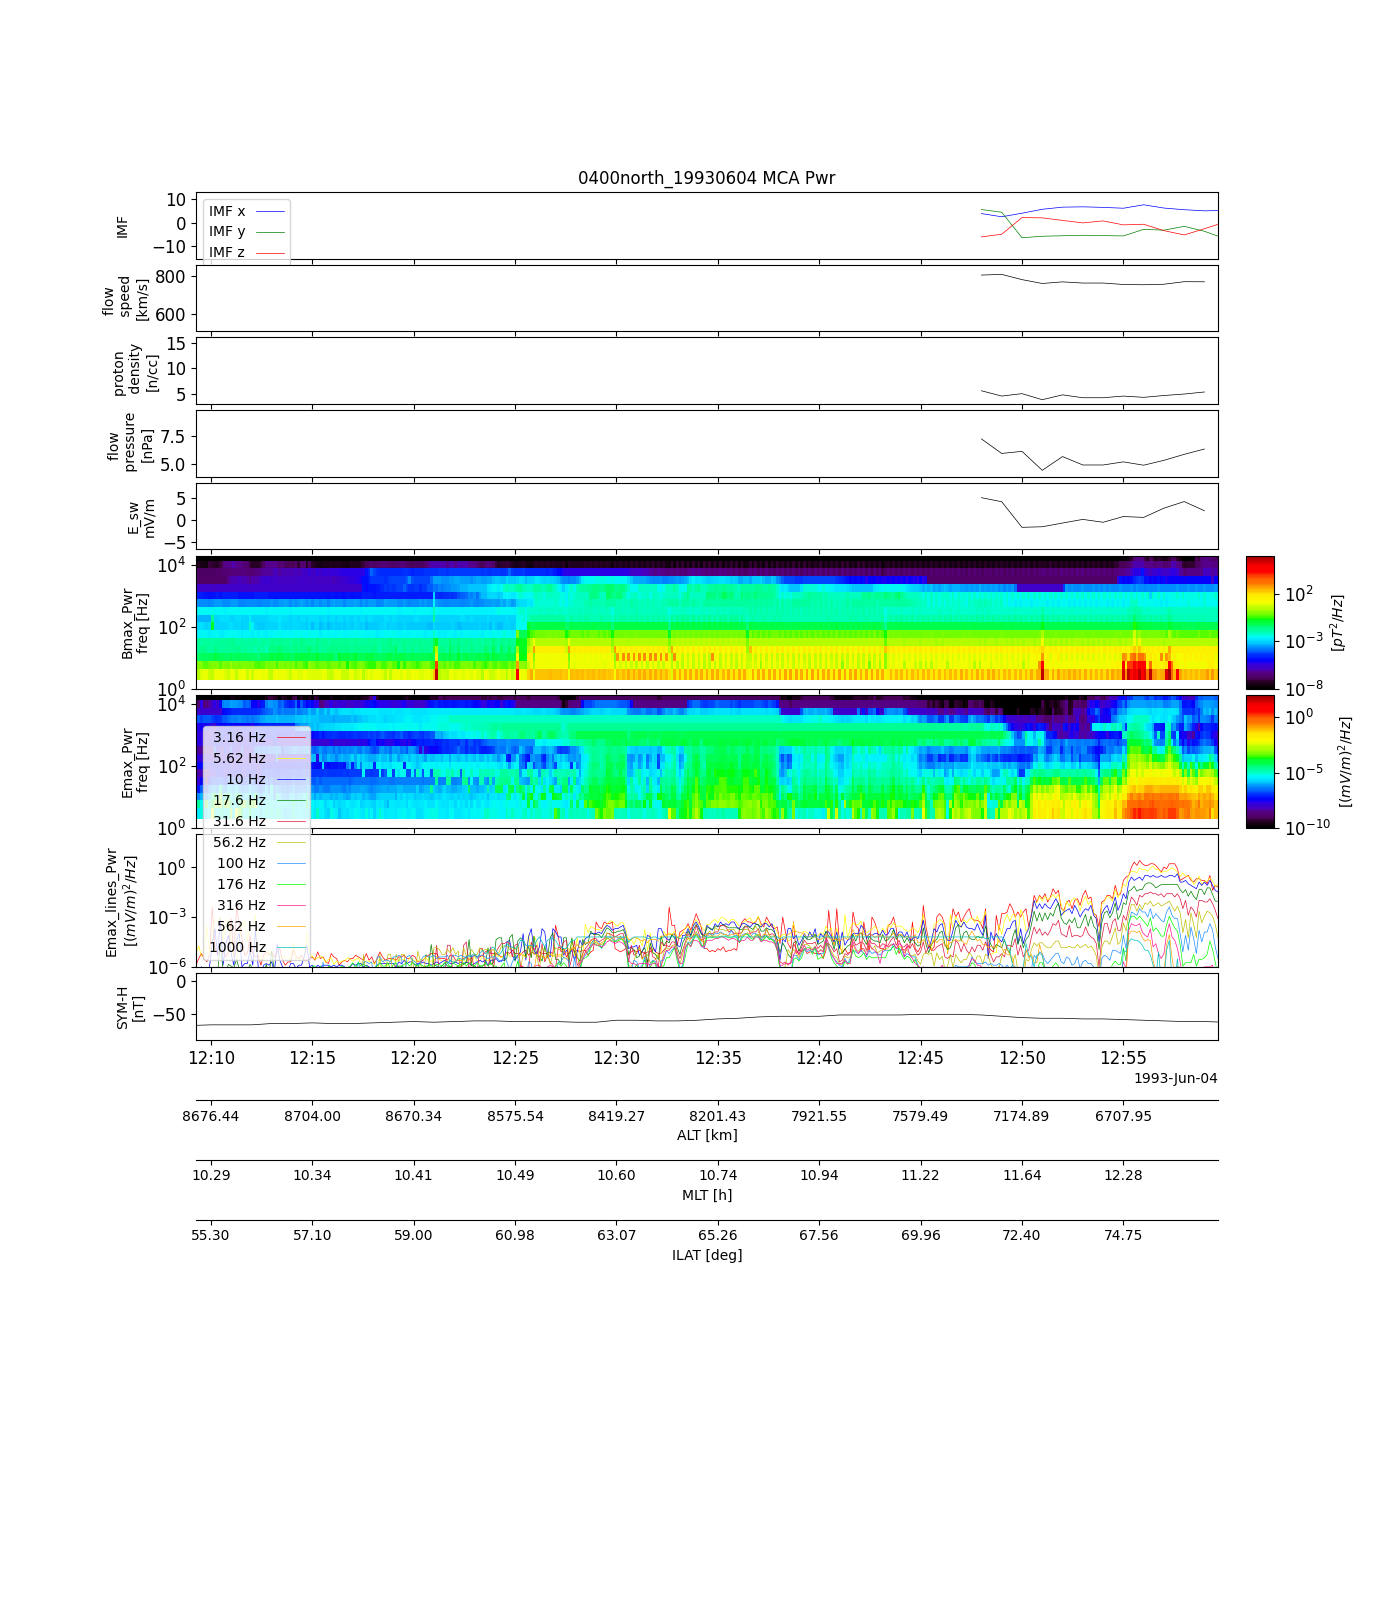 0400north_19930604 MCA Pwr
10
0
−10
IMF
IMF x
IMF y
IMF z
800
600
flow
speed
[km/s]
15
10
5
proton
density
[n/cc]
7.5
5.0
flow
pressure
[nPa]
5
0
−5
E_sw
mV/m
10^4
10^2
10^0
Bmax_Pwr
freq [Hz]
10^2
10^−3
10^−8
[pT^2/Hz]
10^4
10^2
10^0
Emax_Pwr
freq [Hz]
10^0
10^−5
10^−10
[(mV/m)^2/Hz]
3.16 Hz
5.62 Hz
10 Hz
17.6 Hz
31.6 Hz
56.2 Hz
100 Hz
176 Hz
316 Hz
562 Hz
1000 Hz
10^0
10^−3
10^−6
Emax_lines_Pwr
[(mV/m)^2/Hz]
0
−50
SYM-H
[nT]
12:10 12:15 12:20 12:25 12:30 12:35 12:40 12:45 12:50 12:55
1993-Jun-04
8676.44 8704.00 8670.34 8575.54 8419.27 8201.43 7921.55 7579.49 7174.89 6707.95
ALT [km]
10.29 10.34 10.41 10.49 10.60 10.74 10.94 11.22 11.64 12.28
MLT [h]
55.30 57.10 59.00 60.98 63.07 65.26 67.56 69.96 72.40 74.75
ILAT [deg]